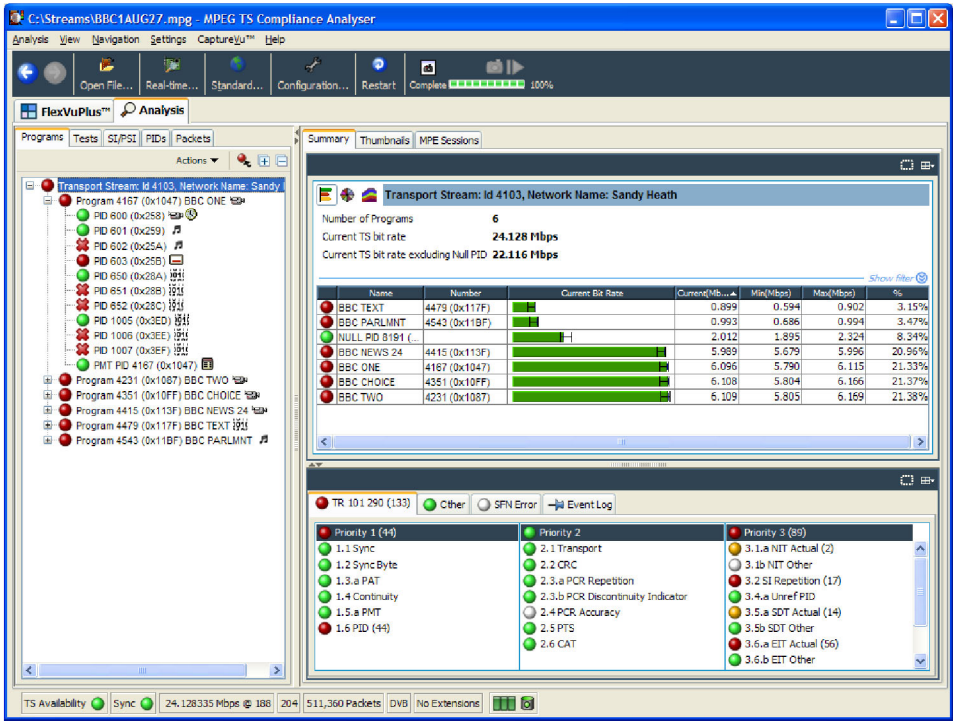 C:\Streams\BBC1AUG27.mpg - MPEG TS Compliance Analyser
Analysis View Navigation Settings CaptureVu™ Help
Open File... Real-time... Standard... Configuration... Restart Complete 100%
FlexVuPlus™ Analysis
Programs Tests SI/PSI PIDs Packets
Actions
Transport Stream: Id 4103, Network Name: Sandy
Program 4167 (0x1047) BBC ONE
PID 600 (0x258)
PID 601 (0x259)
PID 602 (0x25A)
PID 603 (0x25B)
PID 650 (0x28A)
PID 651 (0x28B)
PID 652 (0x28C)
PID 1005 (0x3ED)
PID 1006 (0x3EE)
PID 1007 (0x3EF)
PMT PID 4167 (0x1047)
Program 4231 (0x1087) BBC TWO
Program 4351 (0x10FF) BBC CHOICE
Program 4415 (0x113F) BBC NEWS 24
Program 4479 (0x117F) BBC TEXT
Program 4543 (0x11BF) BBC PARLMNT
Summary Thumbnails MPE Sessions
Transport Stream: Id 4103, Network Name: Sandy Heath
Number of Programs 6
Current TS bit rate 24.128 Mbps
Current TS bit rate excluding Null PID 22.116 Mbps
Show filter
Name Number Current Bit Rate Current(Mb... Min(Mbps) Max(Mbps) %
BBC TEXT 4479 (0x117F) 0.899 0.594 0.902 3.15%
BBC PARLMNT 4543 (0x11BF) 0.993 0.686 0.994 3.47%
NULL PID 8191 (... 2.012 1.895 2.324 8.34%
BBC NEWS 24 4415 (0x113F) 5.989 5.679 5.996 20.96%
BBC ONE 4167 (0x1047) 6.096 5.790 6.115 21.33%
BBC CHOICE 4351 (0x10FF) 6.108 5.804 6.166 21.37%
BBC TWO 4231 (0x1087) 6.109 5.805 6.169 21.38%
TR 101 290 (133) Other SFN Error Event Log
Priority 1 (44)
1.1 Sync
1.2 Sync Byte
1.3.a PAT
1.4 Continuity
1.5.a PMT
1.6 PID (44)
Priority 2
2.1 Transport
2.2 CRC
2.3.a PCR Repetition
2.3.b PCR Discontinuity Indicator
2.4 PCR Accuracy
2.5 PTS
2.6 CAT
Priority 3 (89)
3.1.a NIT Actual (2)
3.1b NIT Other
3.2 SI Repetition (17)
3.4.a Unref PID
3.5.a SDT Actual (14)
3.5b SDT Other
3.6.a EIT Actual (56)
3.6.b EIT Other
TS Availability Sync 24.128335 Mbps @ 188 204 511,360 Packets DVB No Extensions